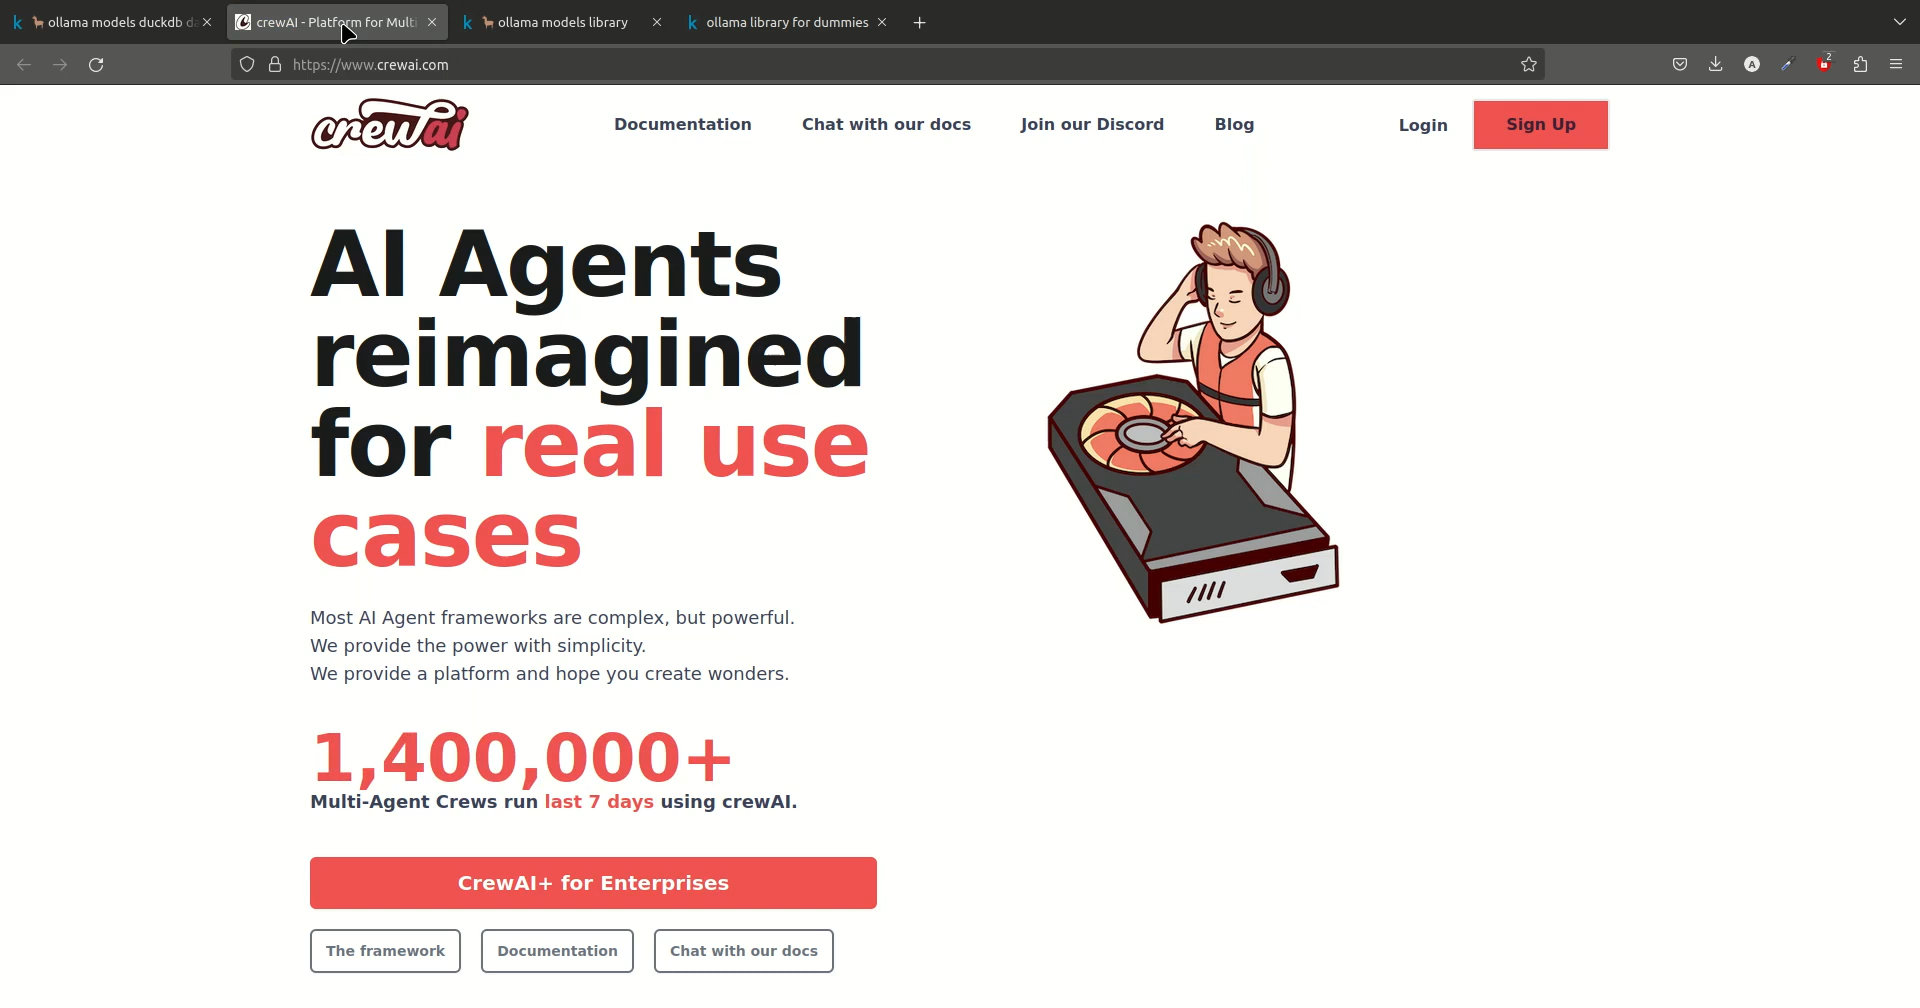 ollama models duckdb da
crewAI - Platform for Multi
ollama models library
ollama library for dummies
https://www.crewai.com
A
2
crewai
Documentation
Chat with our docs
Join our Discord
Blog
Login
Sign Up
AI Agents
reimagined
for real use
cases
Most AI Agent frameworks are complex, but powerful.
We provide the power with simplicity.
We provide a platform and hope you create wonders.
1,400,000+
Multi-Agent Crews run last 7 days using crewAI.
CrewAI+ for Enterprises
The framework
Documentation
Chat with our docs